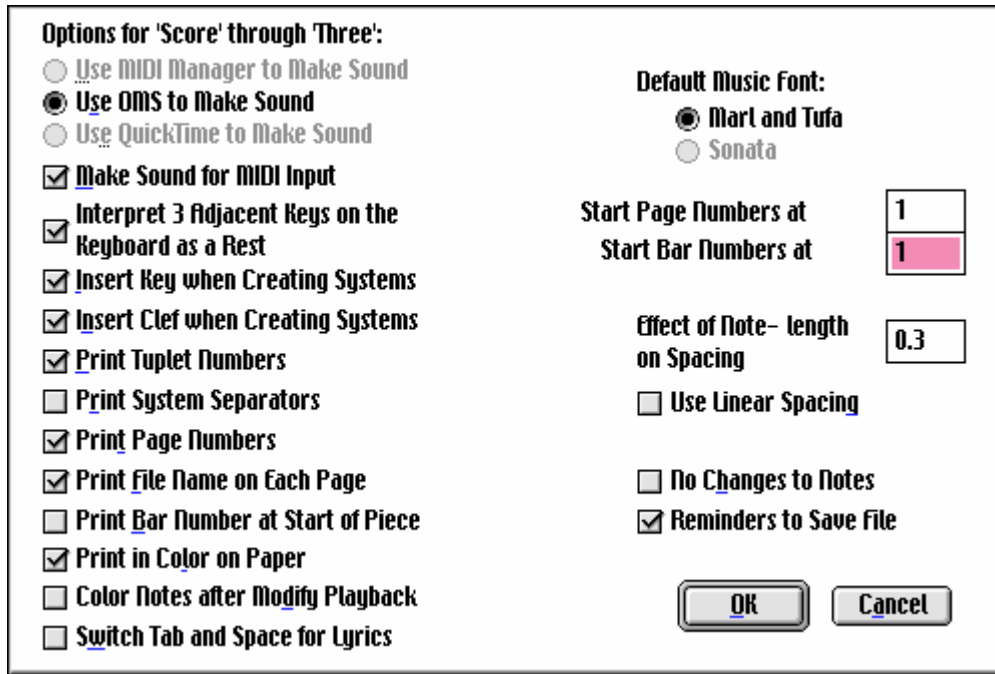 Options for 'Score' through 'Three':
Use MIDI Manager to Make Sound
Use OMS to Make Sound
Use QuickTime to Make Sound
Make Sound for MIDI Input
Interpret 3 Adjacent Keys on the
Keyboard as a Rest
Insert Key when Creating Systems
Insert Clef when Creating Systems
Print Tuplet Numbers
Print System Separators
Print Page Numbers
Print File Name on Each Page
Print Bar Number at Start of Piece
Print in Color on Paper
Color Notes after Modify Playback
Switch Tab and Space for Lyrics
Default Music Font:
Marl and Tufa
Sonata
Start Page Numbers at 1
Start Bar Numbers at 1
Effect of Note- length
on Spacing
0.3
Use Linear Spacing
No Changes to Notes
Reminders to Save File
OK Cancel